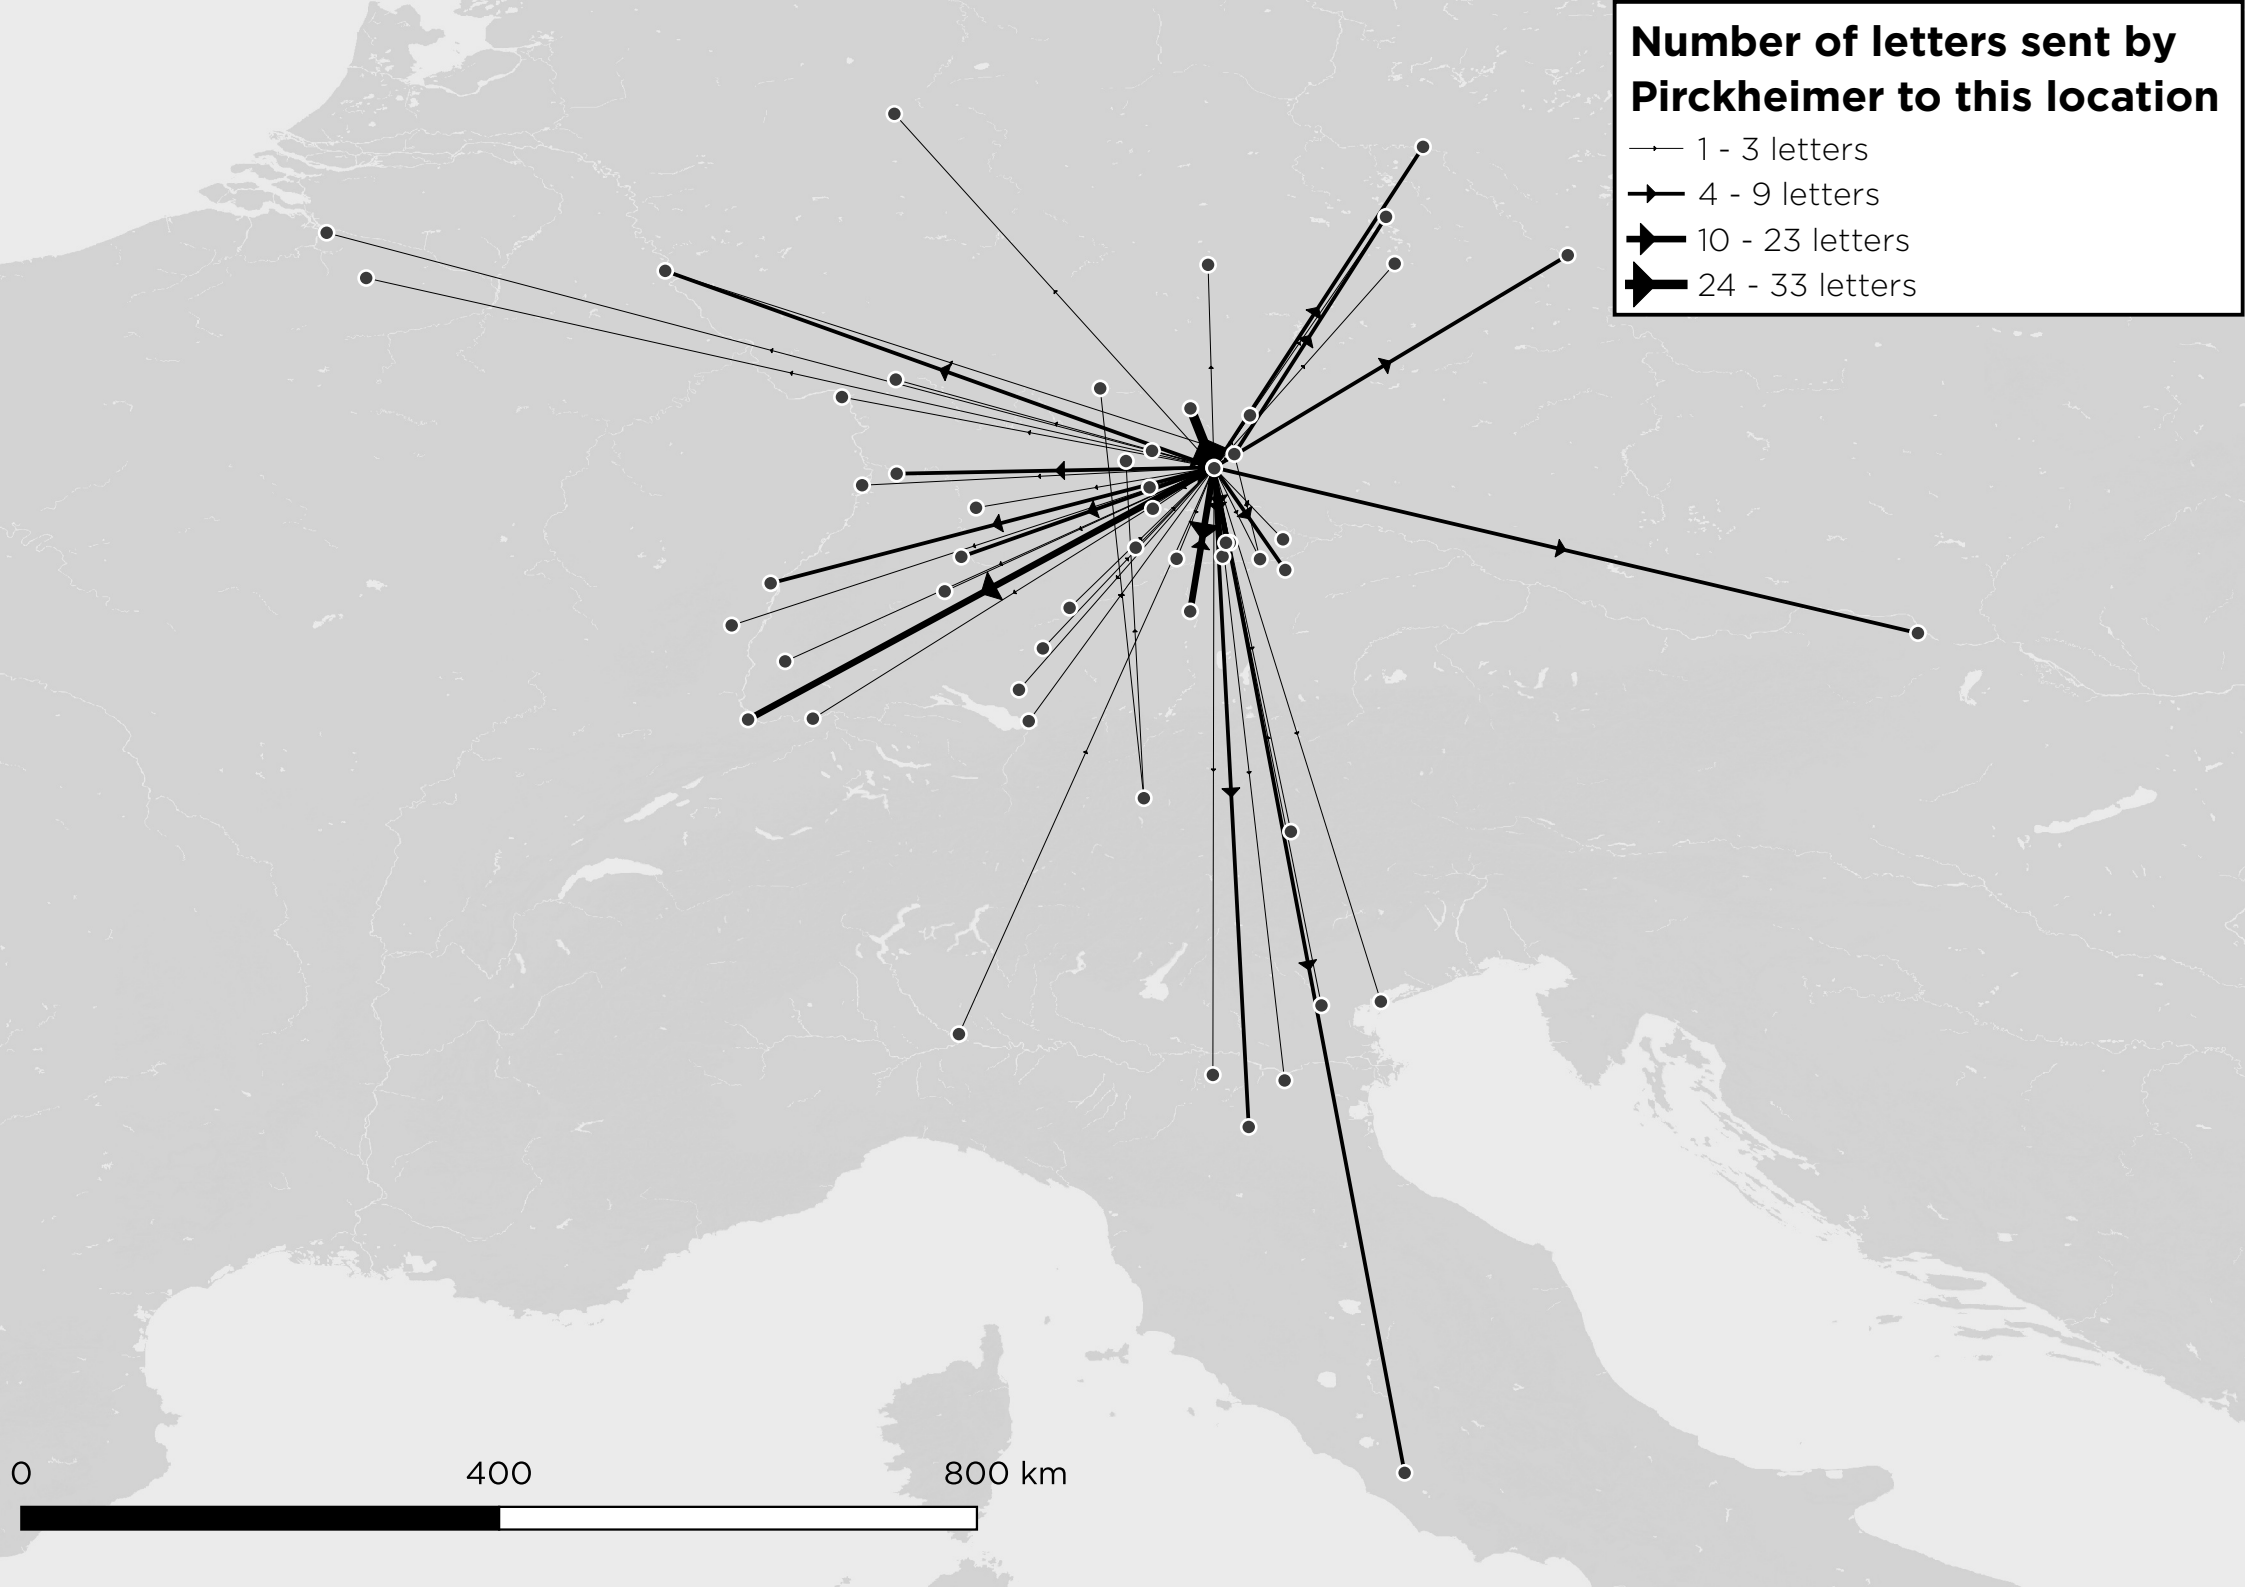 Number of letters sent by
Pirckheimer to this location
1 - 3 letters
4 - 9 letters
10 - 23 letters
24 - 33 letters
0 400 800 km